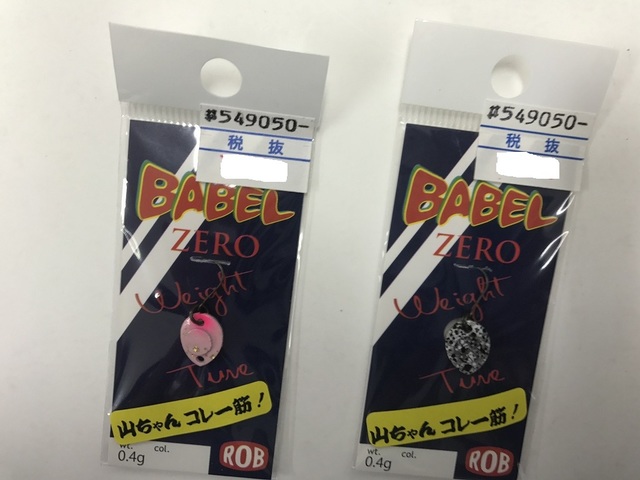 #549050-
税 抜
BABEL
ZERO
Weight
Tune
山ちゃんコレ一筋!
wt. col.
0.4g
ROB
#549050-
税 抜
BABEL
ZERO
Weight
Tune
山ちゃんコレ一筋!
wt. col.
0.4g
ROB